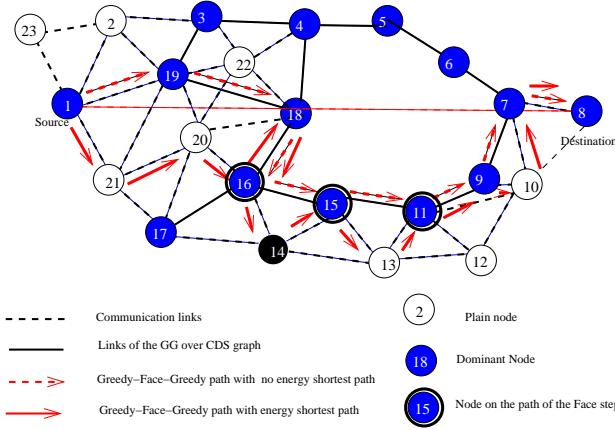 3
2
4
5
23
22
6
19
1
18
7
8
Source
20
Destination
21
16
9
10
15
11
17
14
13
12
Communication links
2
Plain node
Links of the GG over CDS graph
18
Dominant Node
Greedy–Face–Greedy path with no energy shortest path
Greedy–Face–Greedy path with energy shortest path
15
Node on the path of the Face step